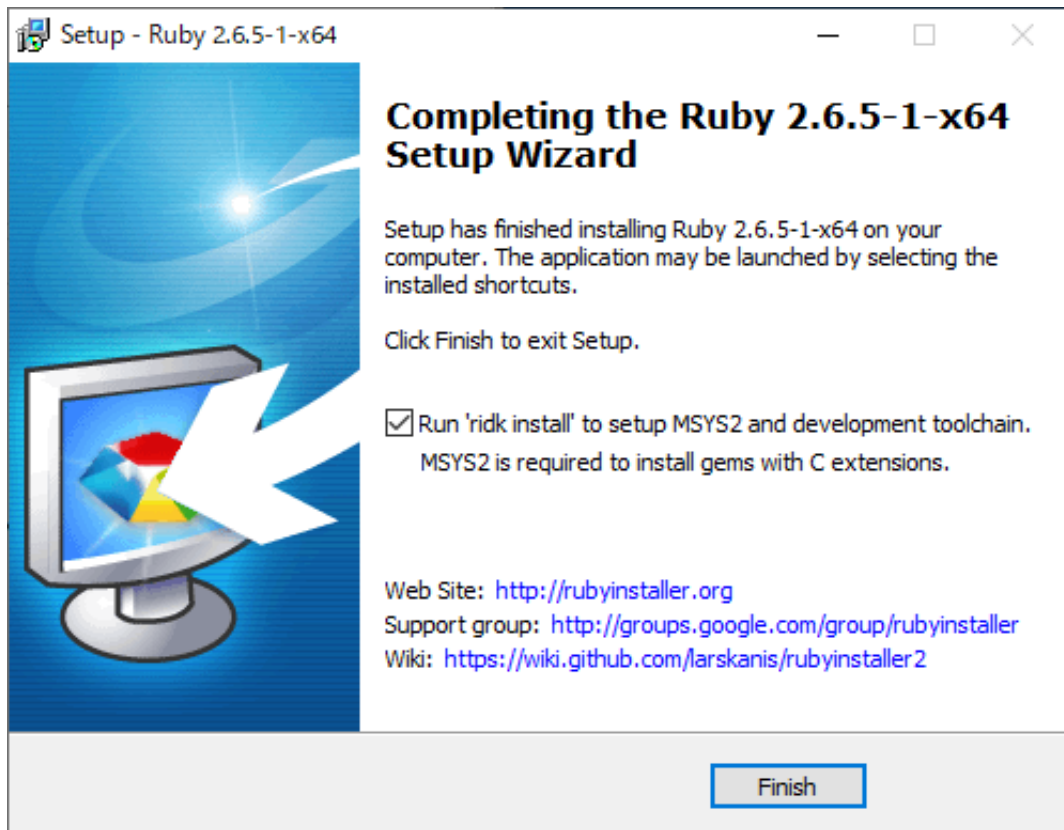 Setup - Ruby 2.6.5-1-x64
Completing the Ruby 2.6.5-1-x64
Setup Wizard
Setup has finished installing Ruby 2.6.5-1-x64 on your
computer. The application may be launched by selecting the
installed shortcuts.
Click Finish to exit Setup.
Run 'ridk install' to setup MSYS2 and development toolchain.
MSYS2 is required to install gems with C extensions.
Web Site: http://rubyinstaller.org
Support group: http://groups.google.com/group/rubyinstaller
Wiki: https://wiki.github.com/larskanis/rubyinstaller2
Finish